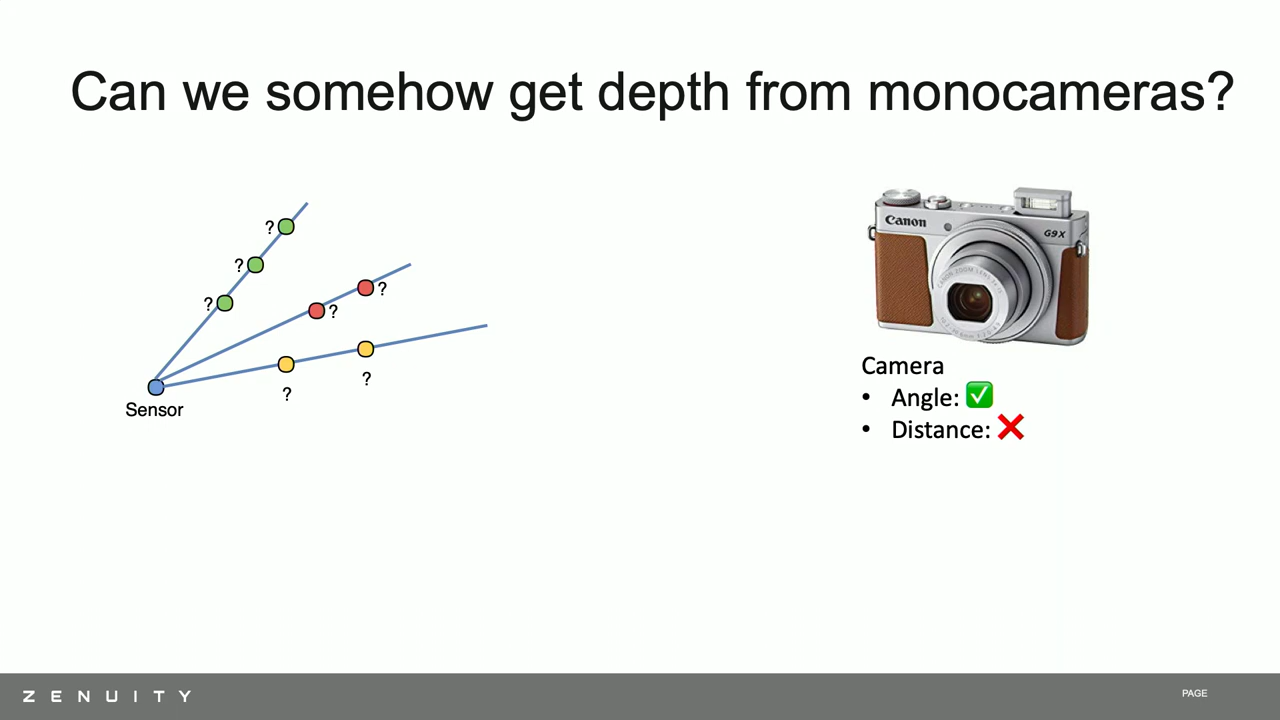 Can we somehow get depth from monocameras?
?
?
?
?
?
?
?
Sensor
Canon
G9X
Camera
• Angle: ✅
• Distance: ❌
ZENUITY
PAGE